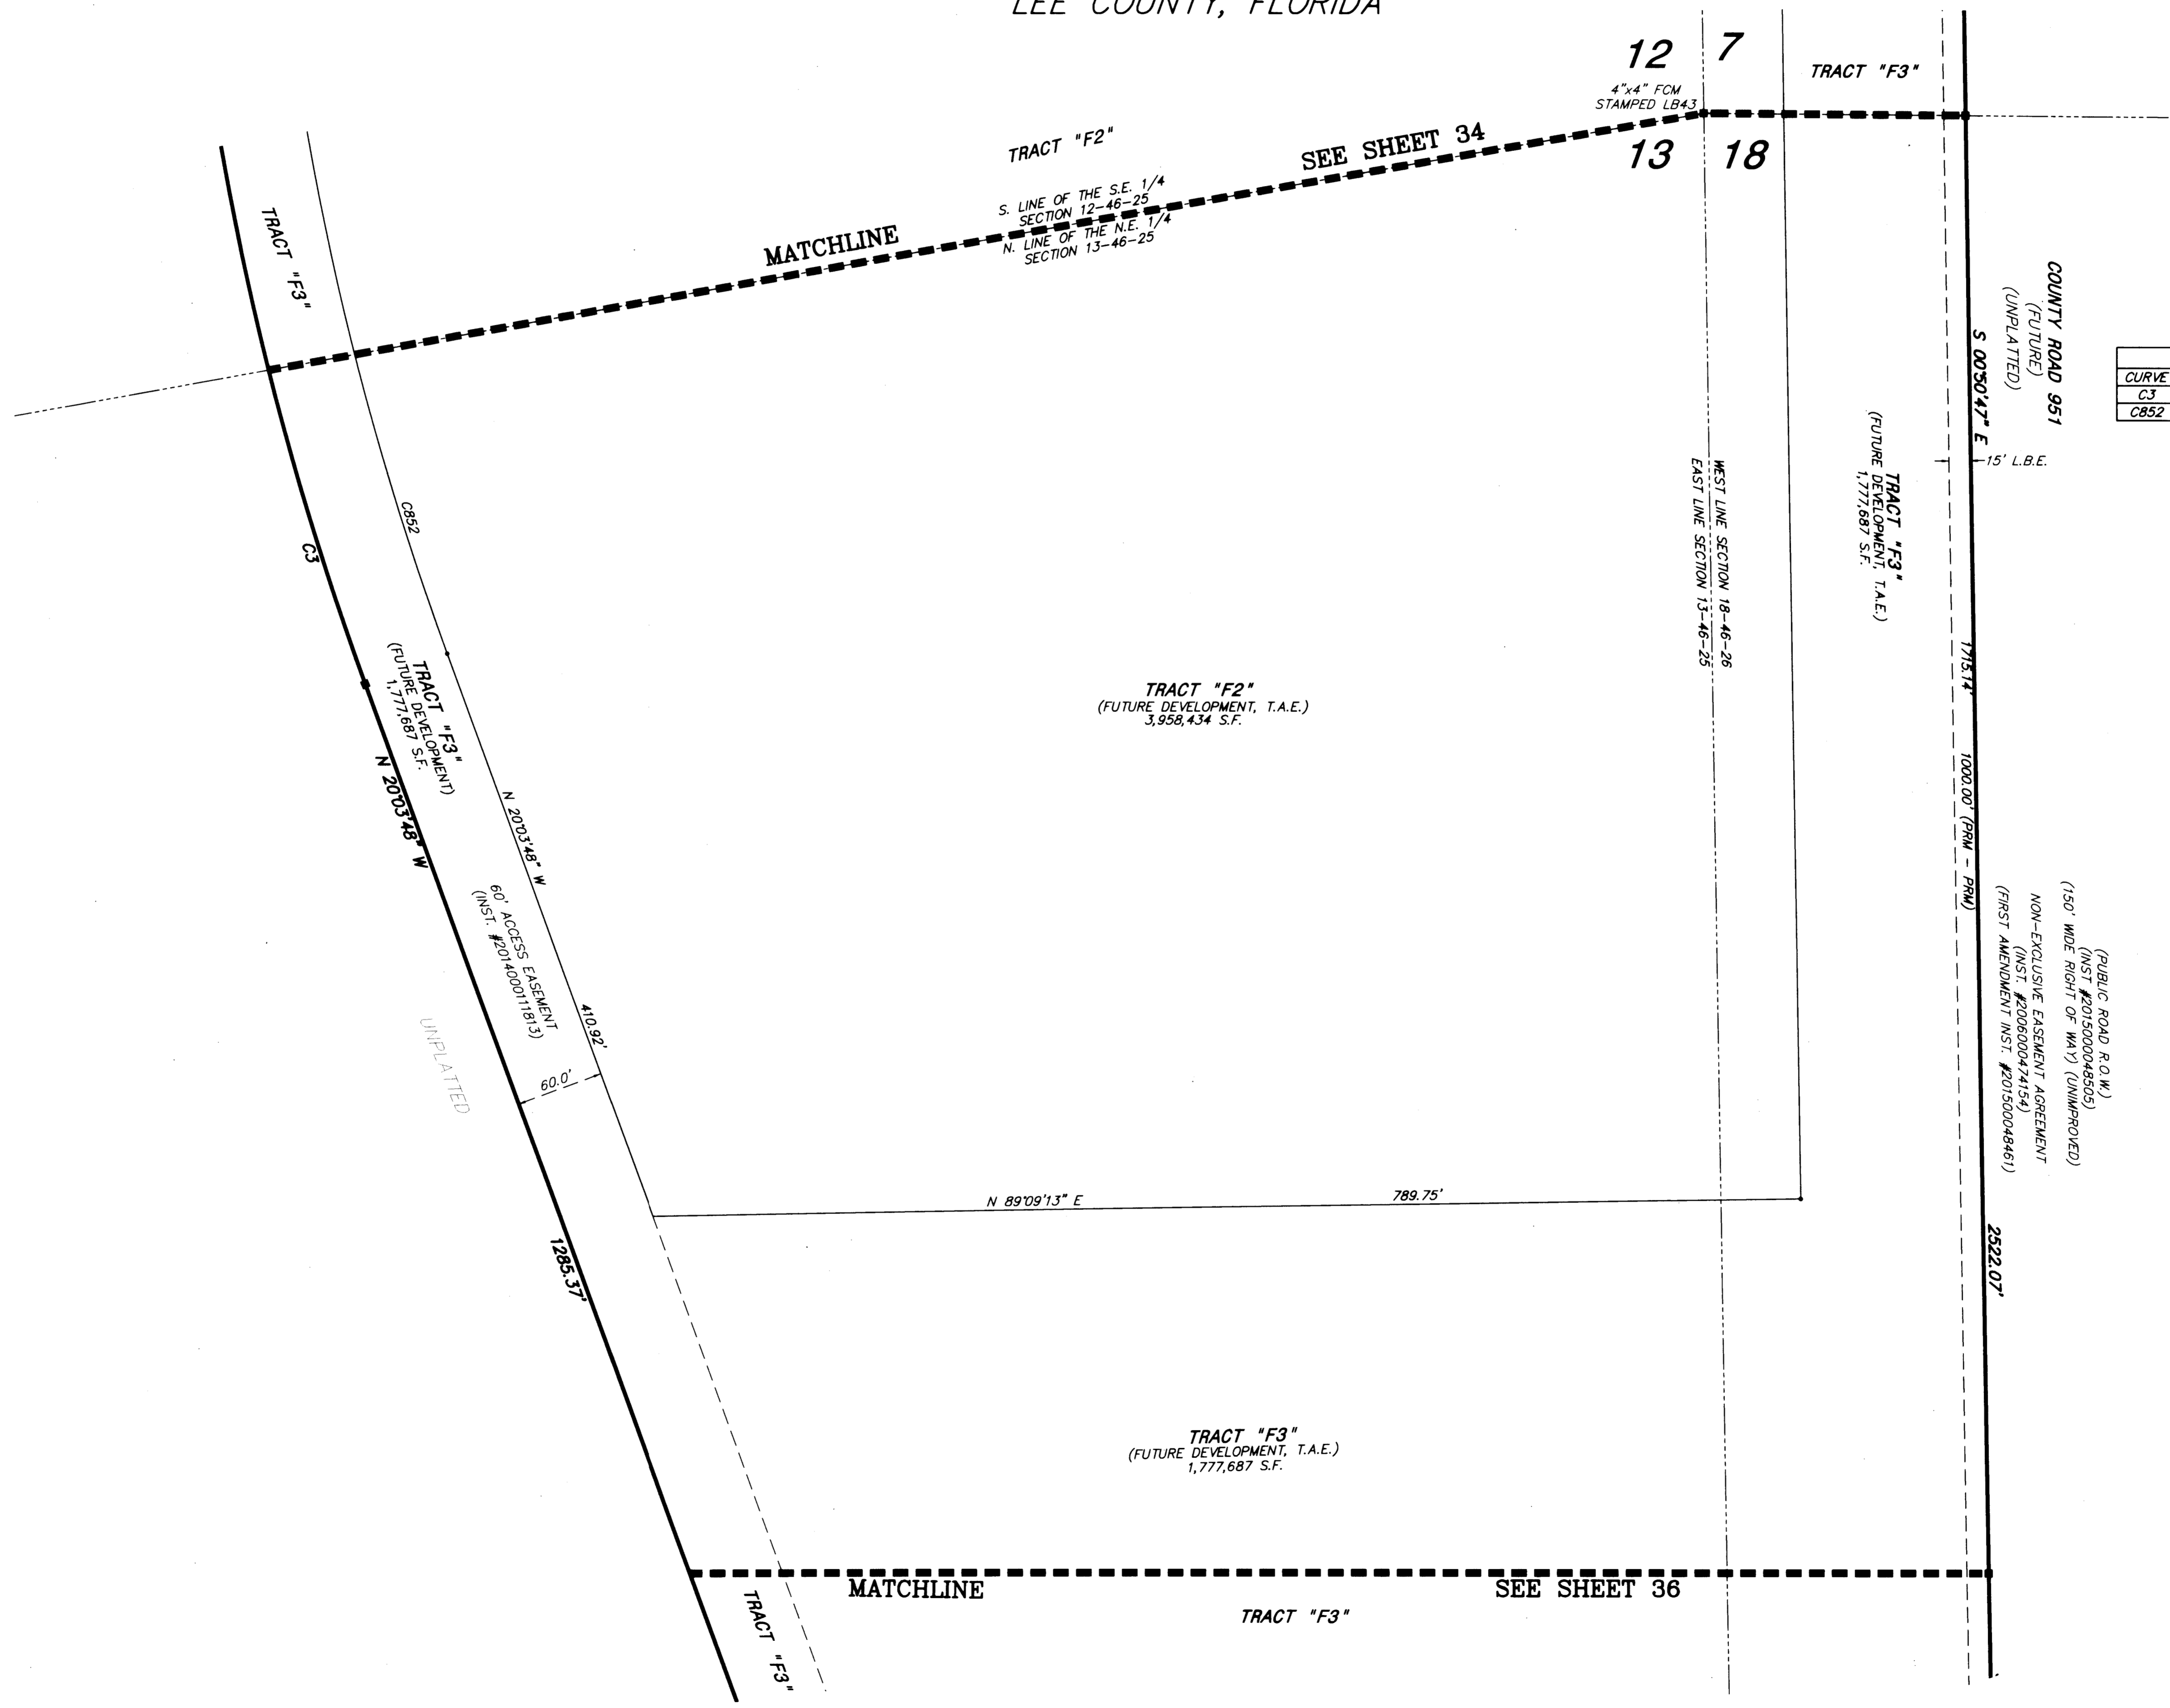 LEE COUNTY, FLORIDA
12
7
TRACT "F3"
4"x4" FCM
STAMPED LB43
13
18
TRACT "F2"
SEE SHEET 34
S. LINE OF THE S.E. 1/4
SECTION 12-46-25
N. LINE OF THE N.E. 1/4
SECTION 13-46-25
MATCHLINE
TRACT "F3"
COUNTY ROAD 951
(FUTURE)
(UNPLATTED)
S 00°50'47" E
15' L.B.E.
CURVE
C3
C852
WEST LINE SECTION 18-46-26
EAST LINE SECTION 13-46-25
TRACT "F3"
(FUTURE DEVELOPMENT, T.A.E.)
1,777,687 S.F.
C852
C3
TRACT "F3"
(FUTURE DEVELOPMENT)
1,777,687 S.F.
N 20°03'48" W
N 20°03'48" W
TRACT "F2"
(FUTURE DEVELOPMENT, T.A.E.)
3,958,434 S.F.
1715.14'
1000.00' (PRM - PRM)
(PUBLIC ROAD R.O.W.)
(INST #2015000048505)
(150' WIDE RIGHT OF WAY) (UNIMPROVED)
NON-EXCLUSIVE EASEMENT AGREEMENT
(INST. #2006000474154)
(FIRST AMENDMENT INST. #2015000048461)
60' ACCESS EASEMENT
(INST. #2014000111813)
410.92'
60.0'
UNPLATTED
N 89°09'13" E
789.75'
1285.37'
2522.07'
TRACT "F3"
(FUTURE DEVELOPMENT, T.A.E.)
1,777,687 S.F.
MATCHLINE
SEE SHEET 36
TRACT "F3"
TRACT "F3"